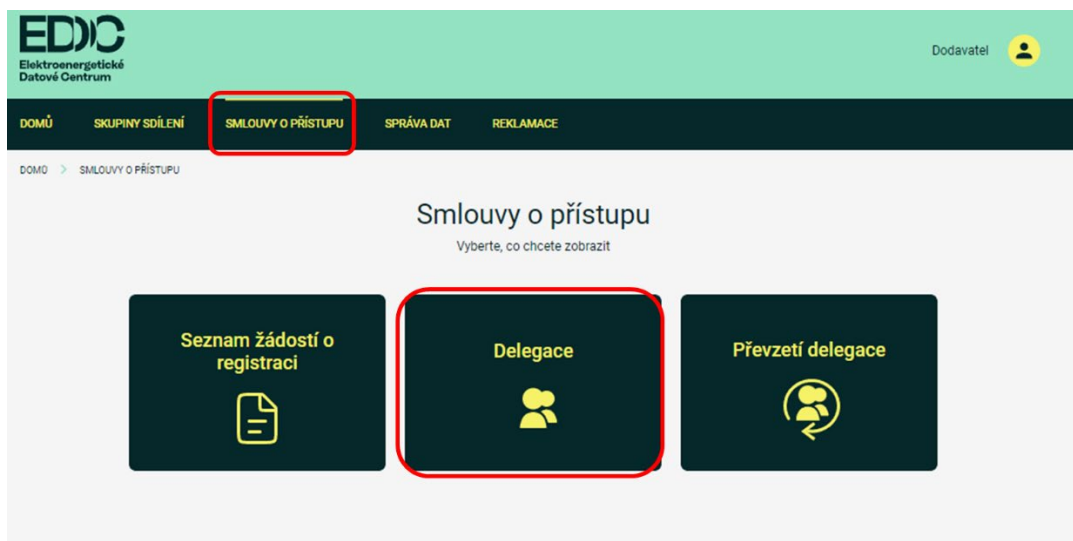 EDC
Elektroenergetické
Datové Centrum
Dodavatel
DOMŮ SKUPINY SDÍLENÍ SMLOUVY O PŘÍSTUPU SPRÁVA DAT REKLAMACE
DOMŮ > SMLOUVY O PŘÍSTUPU
Smlouvy o přístupu
Vyberte, co chcete zobrazit
Seznam žádostí o
registraci
Delegace
Převzetí delegace